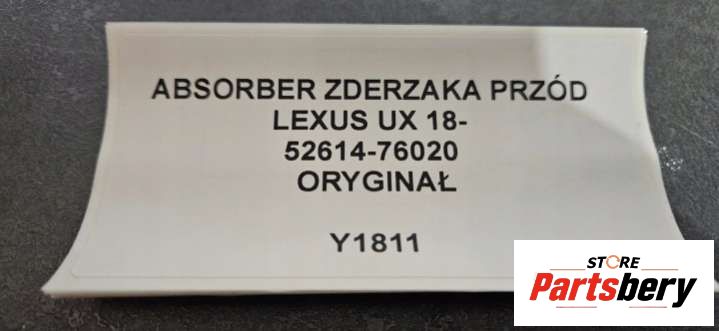 ABSORBER ZDERZAKA PRZÓD
LEXUS UX 18-
52614-76020
ORYGINAŁ
Y1811
STORE
Partsbery